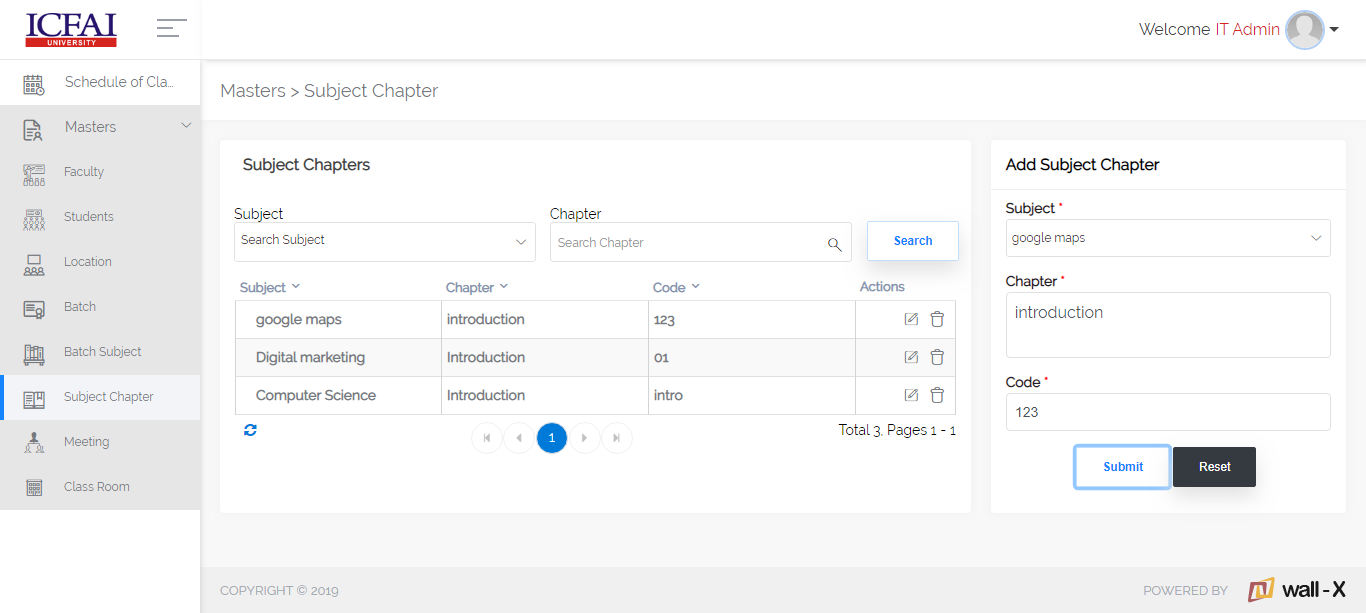 ICFAI
UNIVERSITY
Welcome IT Admin
Schedule of Cla...
Masters
Faculty
Students
Location
Batch
Batch Subject
Subject Chapter
Meeting
Class Room
Masters > Subject Chapter
Subject Chapters
Subject
Search Subject
Chapter
Search Chapter
Search
Subject Chapter Code Actions
google maps introduction 123
Digital marketing Introduction 01
Computer Science Introduction intro
1
Total 3, Pages 1 - 1
Add Subject Chapter
Subject *
google maps
Chapter *
introduction
Code *
123
Submit Reset
COPYRIGHT © 2019
POWERED BY wall-X